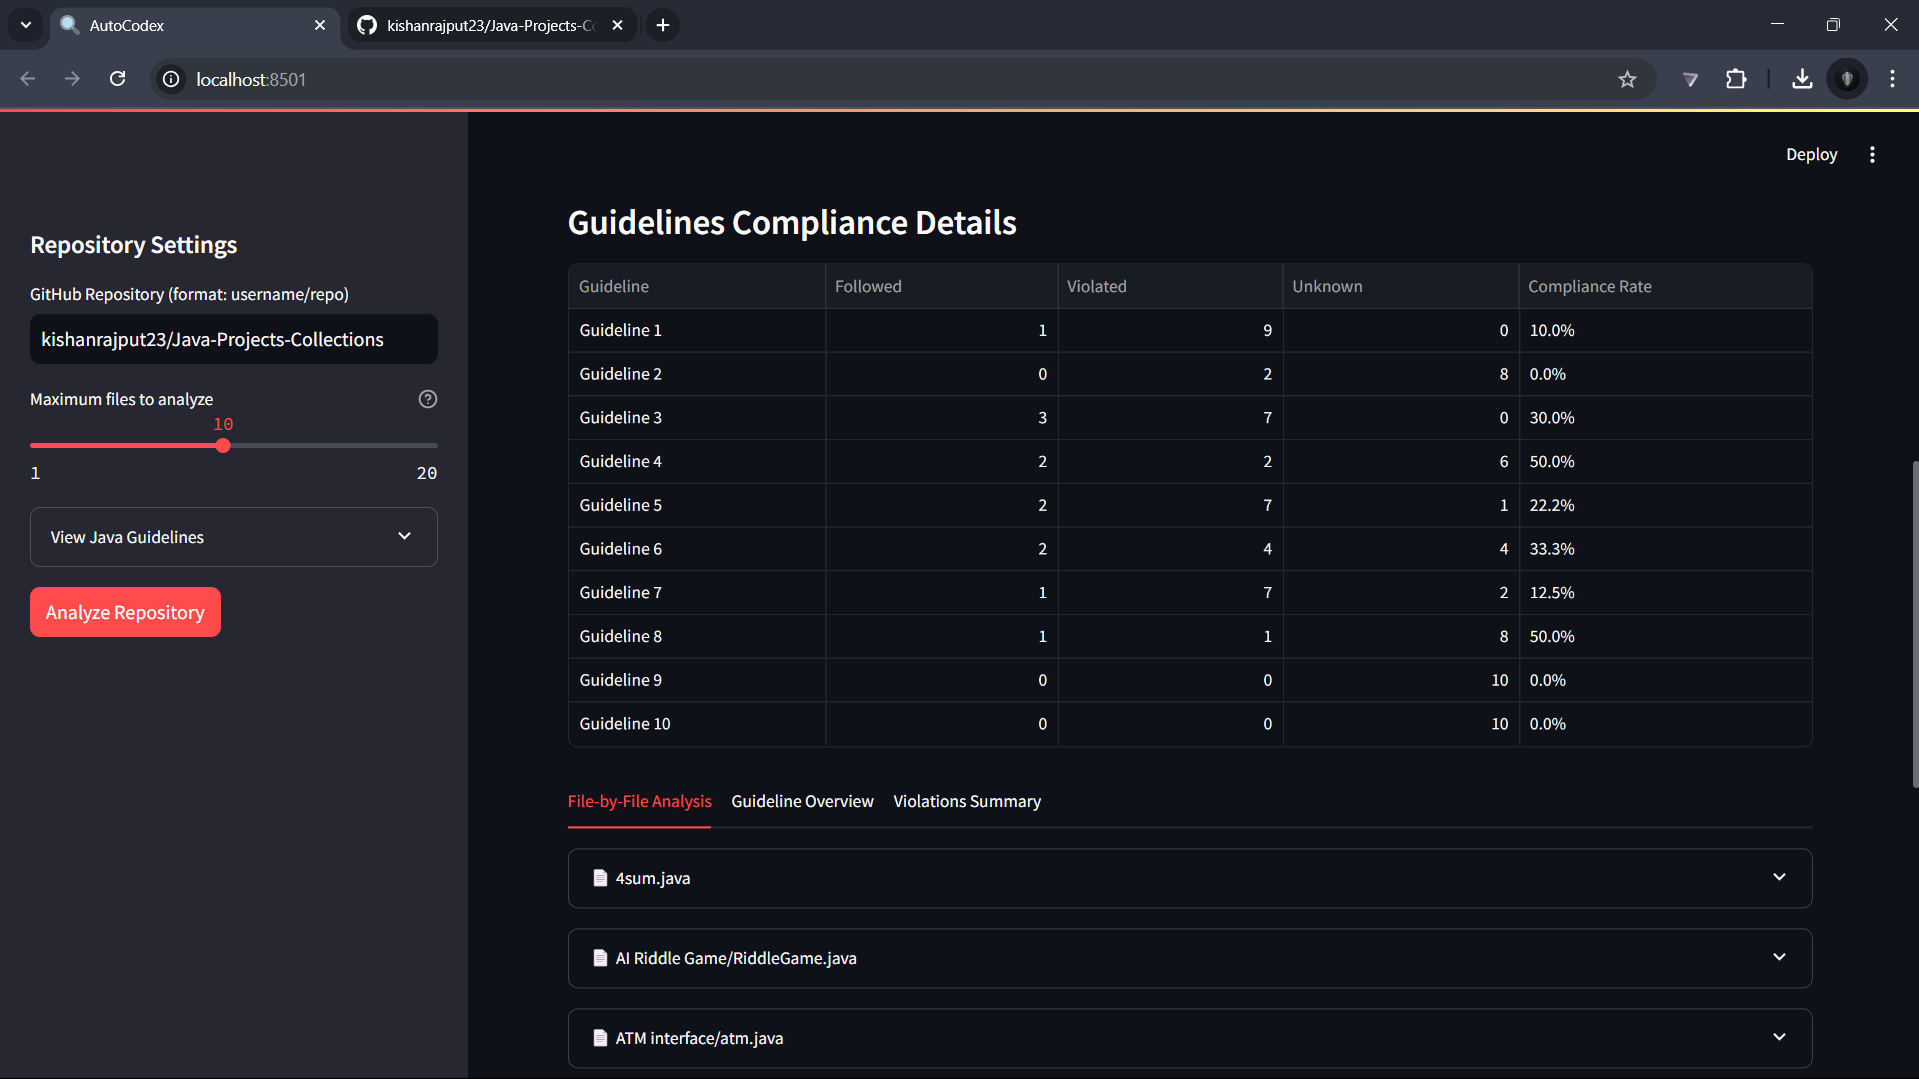 AutoCodex
kishanrajput23/Java-Projects-Co
localhost:8501
Deploy
Repository Settings
GitHub Repository (format: username/repo)
kishanrajput23/Java-Projects-Collections
Maximum files to analyze
10
1 20
View Java Guidelines
Analyze Repository
Guidelines Compliance Details
Guideline Followed Violated Unknown Compliance Rate
Guideline 1 1 9 0 10.0%
Guideline 2 0 2 8 0.0%
Guideline 3 3 7 0 30.0%
Guideline 4 2 2 6 50.0%
Guideline 5 2 7 1 22.2%
Guideline 6 2 4 4 33.3%
Guideline 7 1 7 2 12.5%
Guideline 8 1 1 8 50.0%
Guideline 9 0 0 10 0.0%
Guideline 10 0 0 10 0.0%
File-by-File Analysis Guideline Overview Violations Summary
4sum.java
AI Riddle Game/RiddleGame.java
ATM interface/atm.java